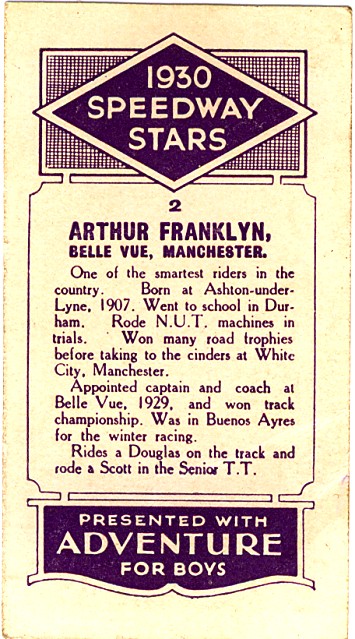 1930
SPEEDWAY
STARS
2
ARTHUR FRANKLYN,
BELLE VUE, MANCHESTER.
One of the smartest riders in the
country. Born at Ashton-under-
Lyne, 1907. Went to school in Dur-
ham. Rode N.U.T. machines in
trials. Won many road trophies
before taking to the cinders at White
City, Manchester.
Appointed captain and coach at
Belle Vue, 1929, and won track
championship. Was in Buenos Ayres
for the winter racing.
Rides a Douglas on the track and
rode a Scott in the Senior T.T.
PRESENTED WITH
ADVENTURE
FOR BOYS